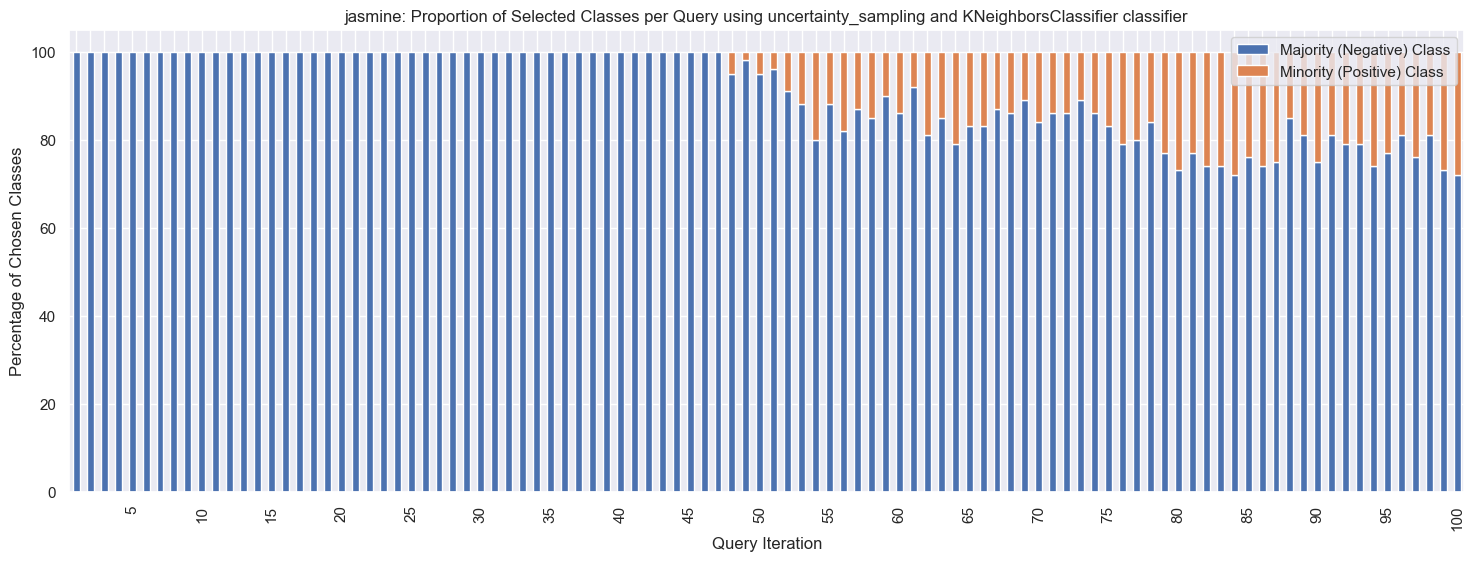 jasmine: Proportion of Selected Classes per Query using uncertainty_sampling and KNeighborsClassifier classifier
Majority (Negative) Class
Minority (Positive) Class
Percentage of Chosen Classes
100
80
60
40
20
0
5 10 15 20 25 30 35 40 45 50 55 60 65 70 75 80 85 90 95 100
Query Iteration